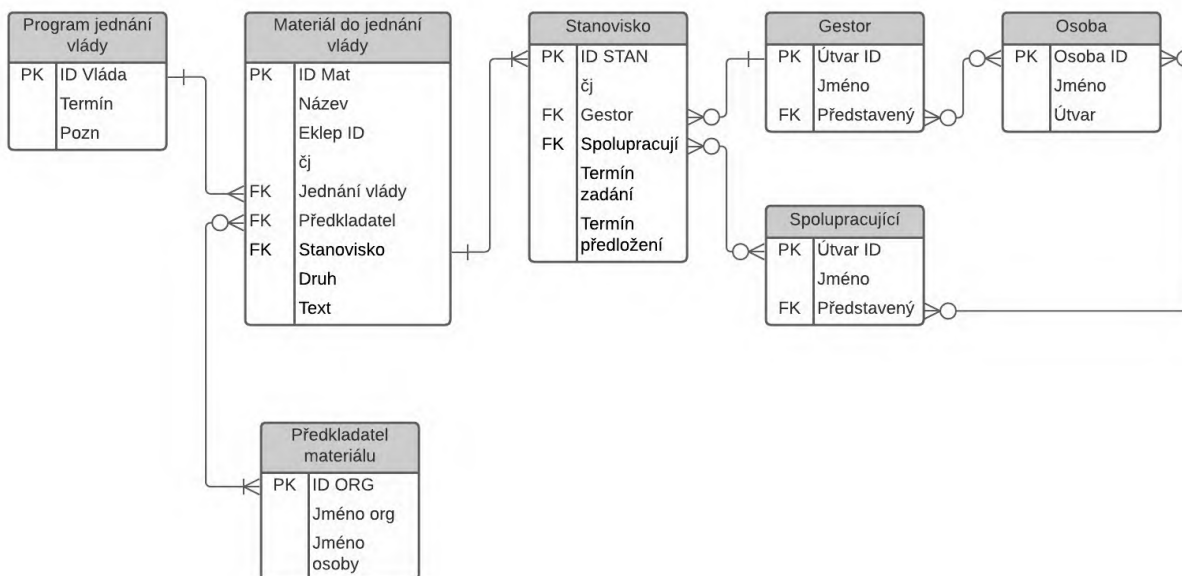 Program jednání
vlády
PK ID Vláda
Termín
Pozn
Materiál do jednání
vlády
PK ID Mat
Název
Eklep ID
čj
FK Jednání vlády
FK Předkladatel
FK Stanovisko
Druh
Text
Stanovisko
PK ID STAN
čj
FK Gestor
FK Spolupracují
Termín
zadání
Termín
předložení
Gestor
PK Útvar ID
Jméno
FK Představený
Osoba
PK Osoba ID
Jméno
Útvar
Spolupracující
PK Útvar ID
Jméno
FK Představený
Předkladatel
materiálu
PK ID ORG
Jméno org
Jméno
osoby